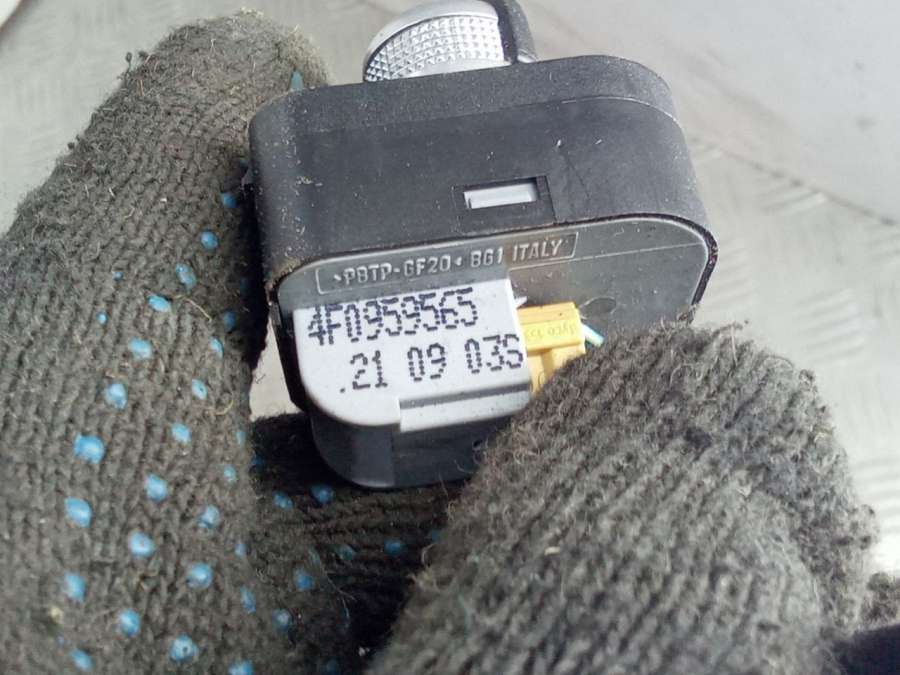 >PBTP-GF20< BG1 ITALY
4F0959565
.21 09 03S